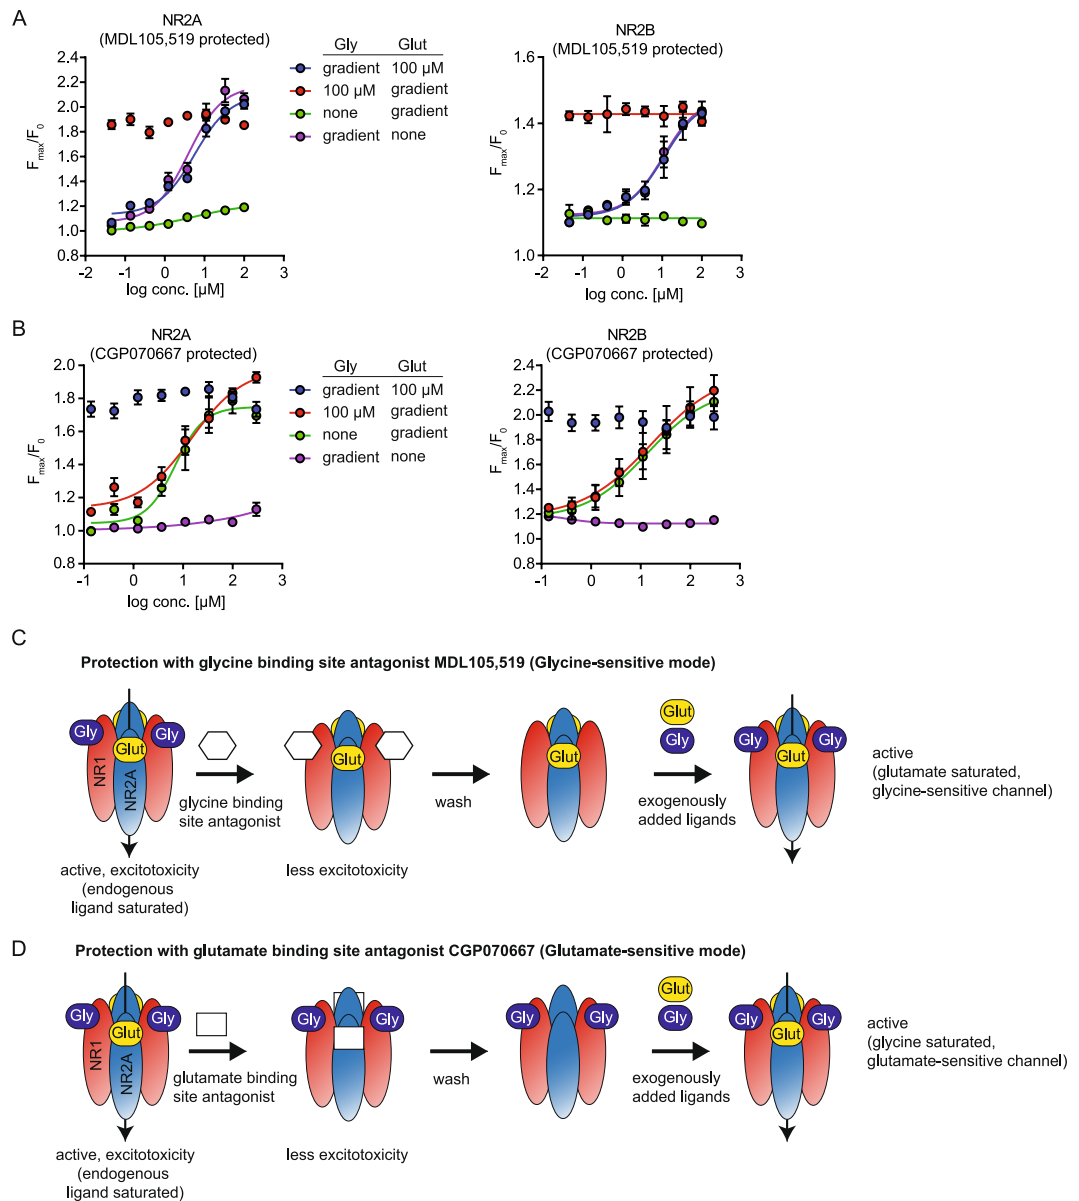 A
NR2A
(MDL105,519 protected)
Gly Glut
gradient 100 µM
100 µM gradient
none gradient
gradient none
NR2B
(MDL105,519 protected)
2.4
2.2
2.0
1.8
1.6
1.4
1.2
1.0
0.8
Fmax/F0
-2 -1 0 1 2 3
log conc. [µM]
1.6
1.4
1.2
1.0
Fmax/F0
-2 -1 0 1 2 3
log conc. [µM]
B
NR2A
(CGP070667 protected)
Gly Glut
gradient 100 µM
100 µM gradient
none gradient
gradient none
NR2B
(CGP070667 protected)
2.0
1.8
1.6
1.4
1.2
1.0
0.8
Fmax/F0
-1 0 1 2 3
log conc. [µM]
2.4
2.2
2.0
1.8
1.6
1.4
1.2
1.0
0.8
Fmax/F0
-1 0 1 2 3
log conc. [µM]
C
Protection with glycine binding site antagonist MDL105,519 (Glycine-sensitive mode)
Gly Glut Gly
NR1
NR2A
active, excitotoxicity
(endogenous
ligand saturated)
glycine binding
site antagonist
Glut
less excitotoxicity
wash
Glut
Glut
Gly
exogenously
added ligands
Gly Glut Gly
active
(glutamate saturated,
glycine-sensitive channel)
D
Protection with glutamate binding site antagonist CGP070667 (Glutamate-sensitive mode)
Gly Glut Gly
NR1
NR2A
active, excitotoxicity
(endogenous
ligand saturated)
glutamate binding
site antagonist
Gly Gly
less excitotoxicity
wash
Gly Gly
Glut
Gly
exogenously
added ligands
Gly Glut Gly
active
(glycine saturated,
glutamate-sensitive channel)